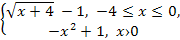 √(x+4) − 1, −4 ≤ x ≤ 0,
−x² + 1, x›0